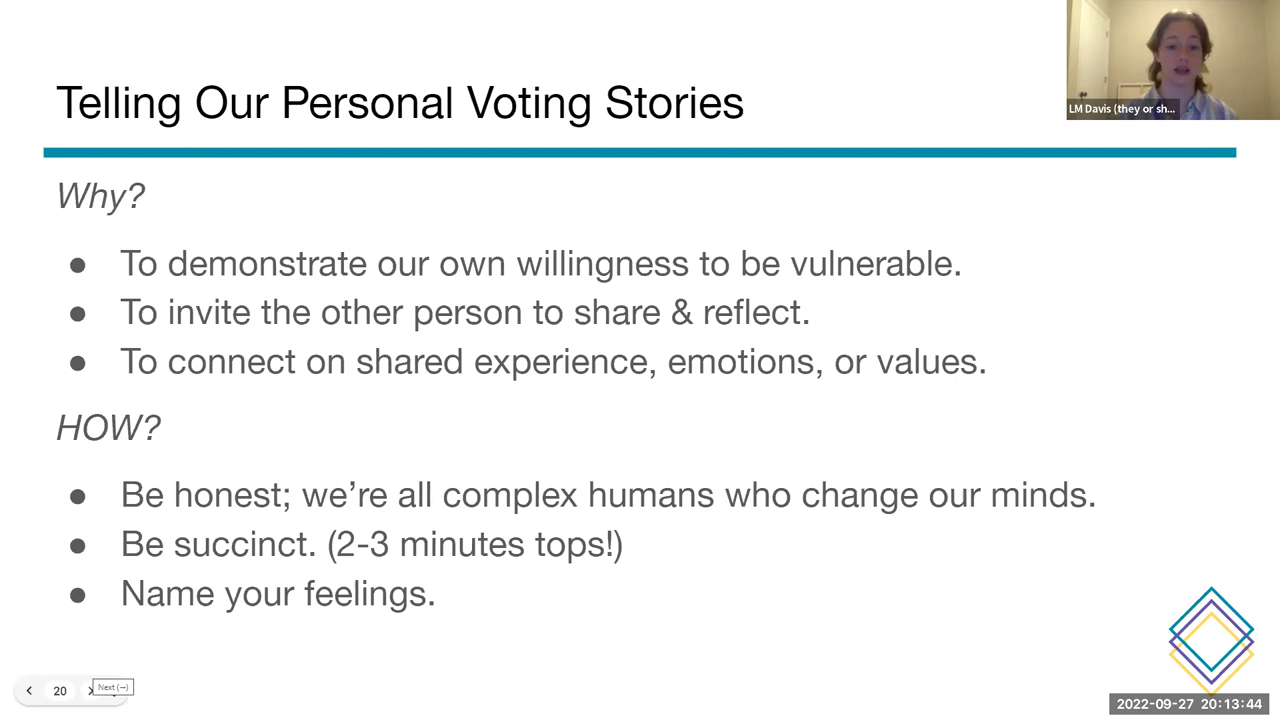 Telling Our Personal Voting Stories
LM Davis (they or sh...
Why?
● To demonstrate our own willingness to be vulnerable.
● To invite the other person to share & reflect.
● To connect on shared experience, emotions, or values.
HOW?
● Be honest; we’re all complex humans who change our minds.
● Be succinct. (2-3 minutes tops!)
● Name your feelings.
20
Next (→)
2022-09-27 20:13:44